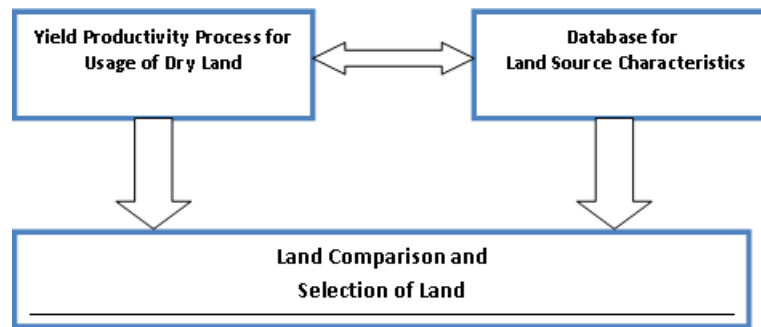 Yield Productivity Process for
Usage of Dry Land
Database for
Land Source Characteristics
Land Comparison and
Selection of Land